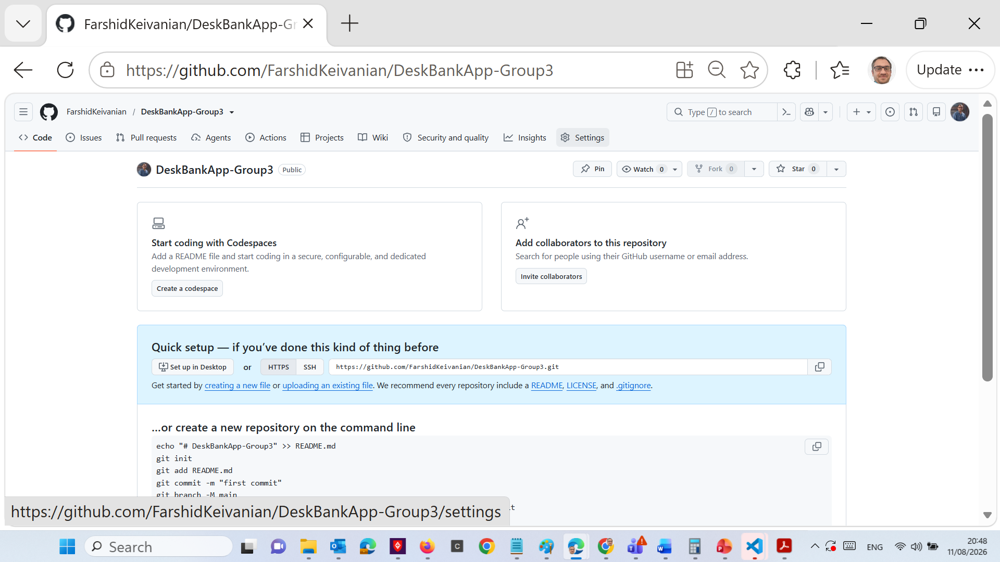 FarshidKeivanian/DeskBankApp-Gr
https://github.com/FarshidKeivanian/DeskBankApp-Group3
Update
FarshidKeivanian / DeskBankApp-Group3
Type / to search
Code
Issues
Pull requests
Agents
Actions
Projects
Wiki
Security and quality
Insights
Settings
DeskBankApp-Group3 Public
Pin
Watch 0
Fork 0
Star 0
Start coding with Codespaces
Add a README file and start coding in a secure, configurable, and dedicated
development environment.
Create a codespace
Add collaborators to this repository
Search for people using their GitHub username or email address.
Invite collaborators
Quick setup — if you’ve done this kind of thing before
Set up in Desktop or HTTPS SSH https://github.com/FarshidKeivanian/DeskBankApp-Group3.git
Get started by creating a new file or uploading an existing file. We recommend every repository include a README, LICENSE, and .gitignore.
...or create a new repository on the command line
echo "# DeskBankApp-Group3" >> README.md
git init
git add README.md
git commit -m "first commit"
git branch -M main
https://github.com/FarshidKeivanian/DeskBankApp-Group3/settings
Search
ENG
20:48
11/08/2026